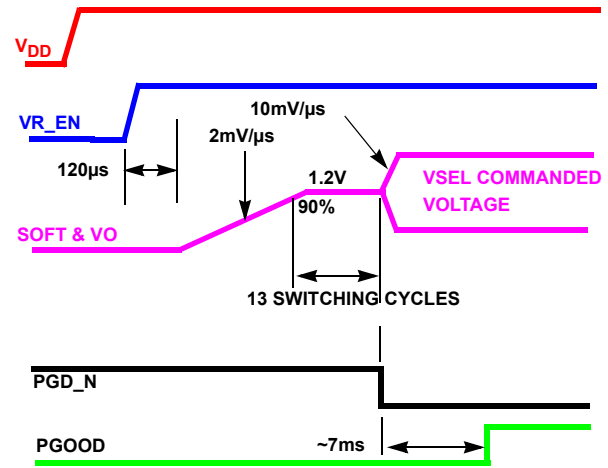 VDD
VR_EN
10mV/µs
2mV/µs
120µs
1.2V
VSEL COMMANDED
VOLTAGE
90%
SOFT & VO
13 SWITCHING CYCLES
PGD_N
PGOOD
~7ms